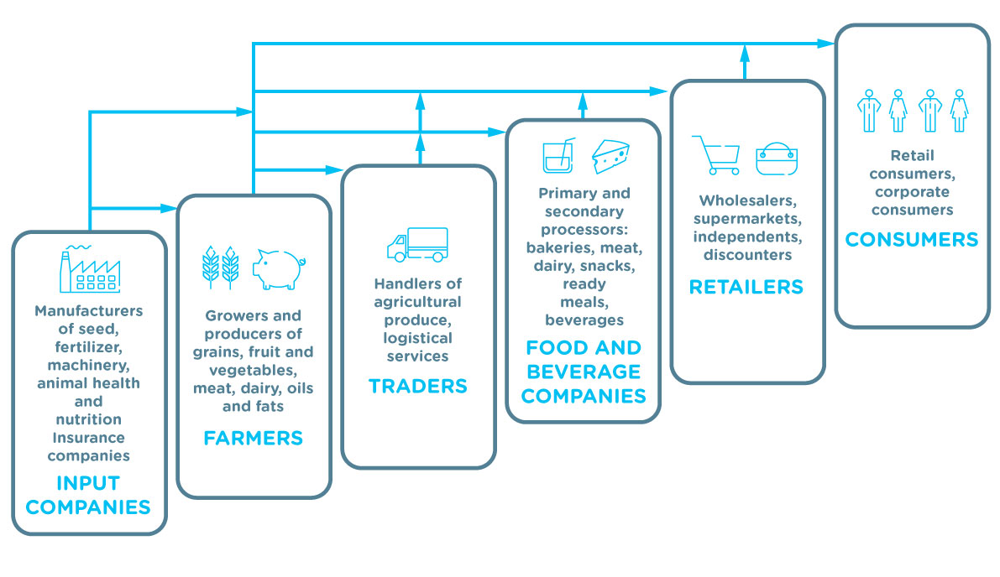 Manufacturers
of seed,
fertilizer,
machinery,
animal health
and
nutrition
Insurance
companies
INPUT
COMPANIES
Growers and
producers of
grains, fruit and
vegetables,
meat, dairy, oils
and fats
FARMERS
Handlers of
agricultural
produce,
logistical
services
TRADERS
Primary and
secondary
processors:
bakeries, meat,
dairy, snacks,
ready
meals,
beverages
FOOD AND
BEVERAGE
COMPANIES
Wholesalers,
supermarkets,
independents,
discounters
RETAILERS
Retail
consumers,
corporate
consumers
CONSUMERS